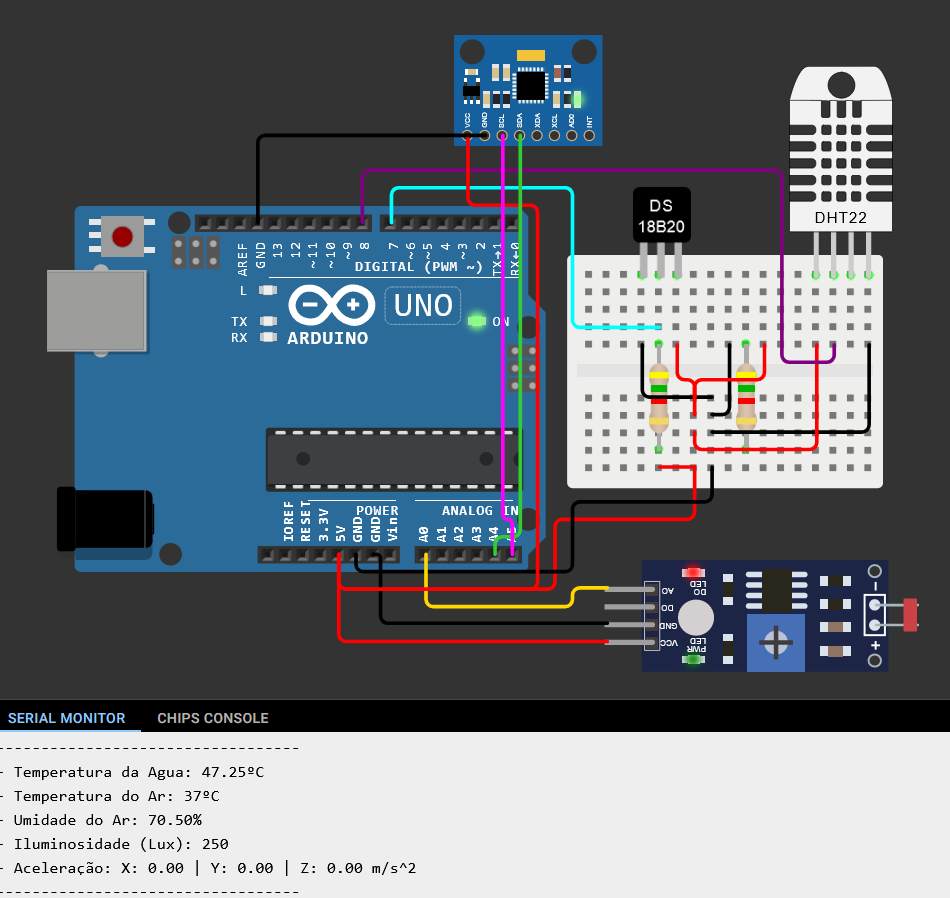 VCC GND SCL SDA XDA XCL AD0 INT
DS
18B20
DHT22
AREF GND 13 12 ~11 ~10 ~9 8 7 ~6 ~5 4 ~3 2 TX→1 RX←0
DIGITAL (PWM ~)
L
TX
RX
UNO
ON
ARDUINO
IOREF RESET 3.3V 5V GND GND Vin
POWER
ANALOG IN
A0 A1 A2 A3 A4 A5
AO
DO
GND
VCC
DO
LED
PWR
LED
+
SERIAL MONITOR CHIPS CONSOLE
---------------------------------
- Temperatura da Agua: 47.25ºC
- Temperatura do Ar: 37ºC
- Umidade do Ar: 70.50%
- Iluminosidade (Lux): 250
- Aceleração: X: 0.00 | Y: 0.00 | Z: 0.00 m/s^2
---------------------------------